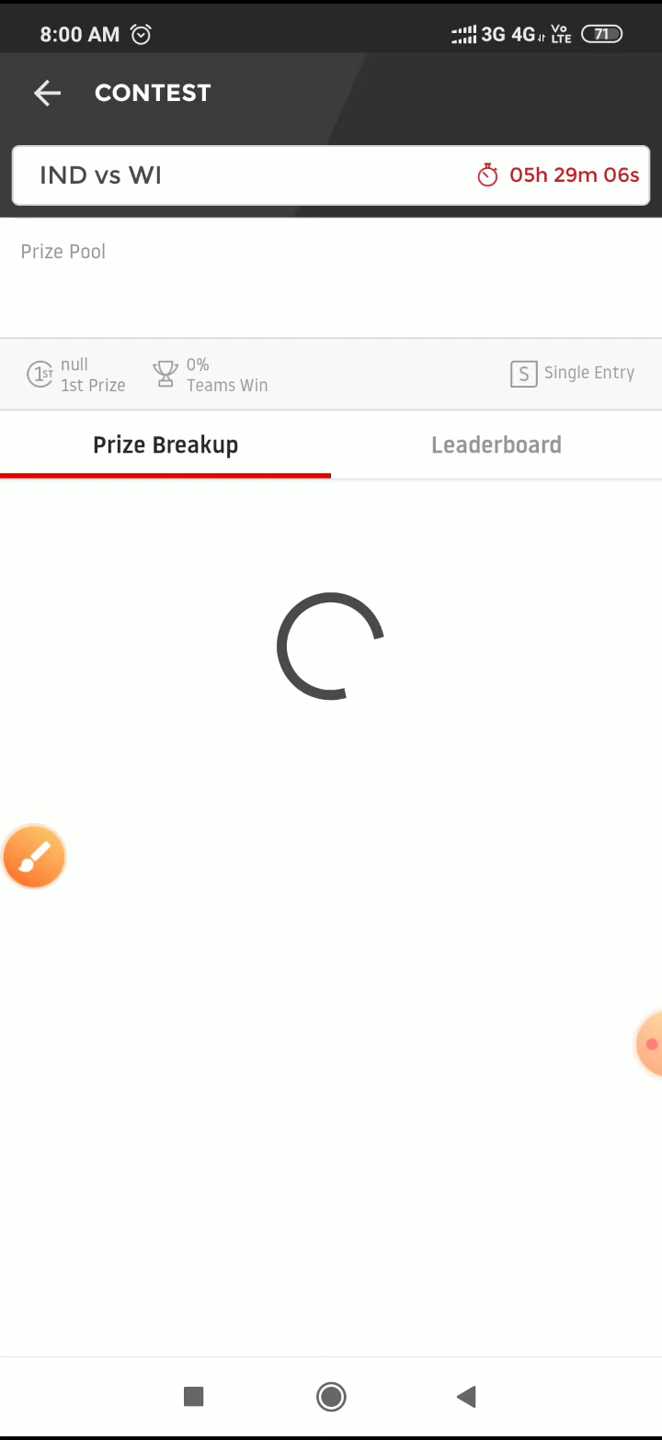 8:00 AM 3G 4G Vo LTE 71
CONTEST
IND vs WI 05h 29m 06s
Prize Pool
1ST null 0%
1st Prize Teams Win S Single Entry
Prize Breakup Leaderboard